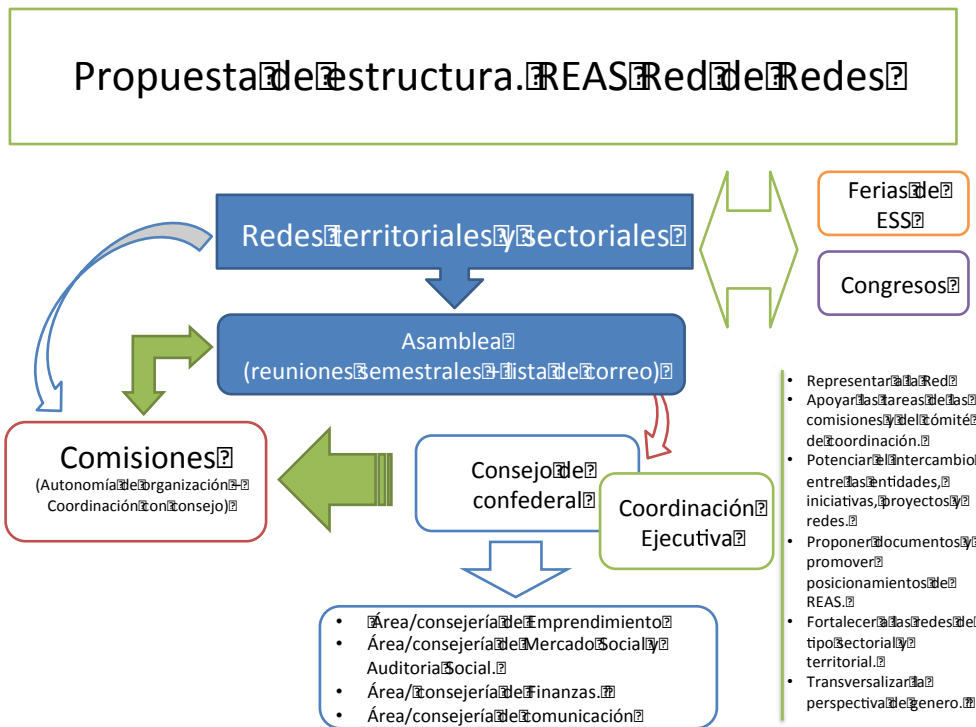 Propuesta de estructura. REAS Red de Redes
Redes territoriales y sectoriales
Ferias de
ESS
Congresos
Asamblea
(reuniones semestrales + lista de correo)
Comisiones
(Autonomía de organización –
Coordinación con consejo)
Consejo de
confederal
Coordinación
Ejecutiva
• Área/consejería de Emprendimiento
• Área/consejería de Mercado Social y
Auditoria Social.
• Área/ consejería de Finanzas.
• Área/consejería de comunicación
• Representar a la Red
• Apoyar las tareas de las
comisiones y del cómité
de coordinación.
• Potenciar el intercambio
entre las entidades,
iniciativas, proyectos y
redes.
• Proponer documentos y
promover
posicionamientos de
REAS.
• Fortalecer a las redes de
tipo sectorial y
territorial.
• Transversalizar la
perspectiva de genero.